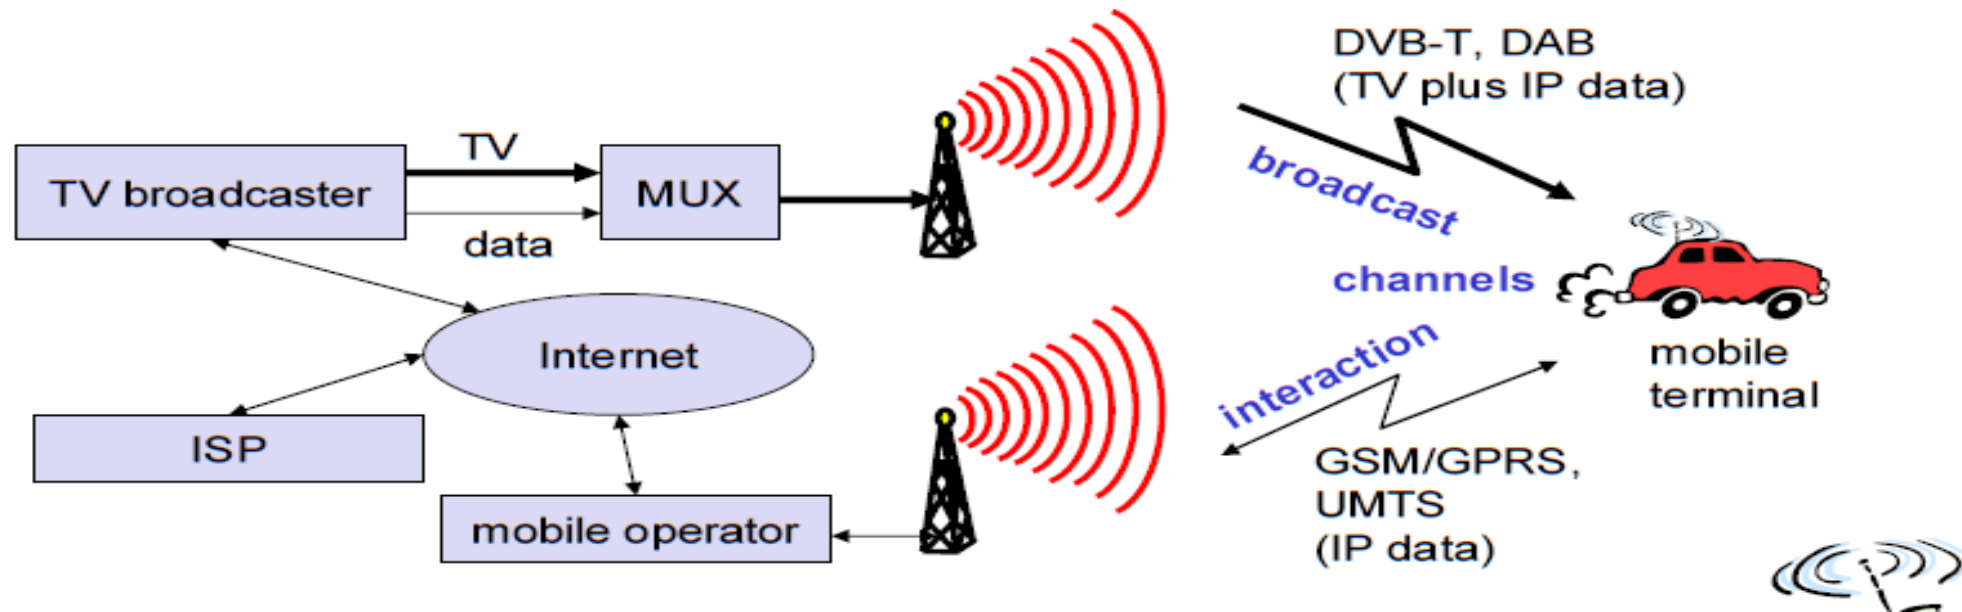 DVB-T, DAB
(TV plus IP data)
TV
TV broadcaster
MUX
data
broadcast
channels
interaction
Internet
mobile
terminal
ISP
GSM/GPRS,
UMTS
(IP data)
mobile operator